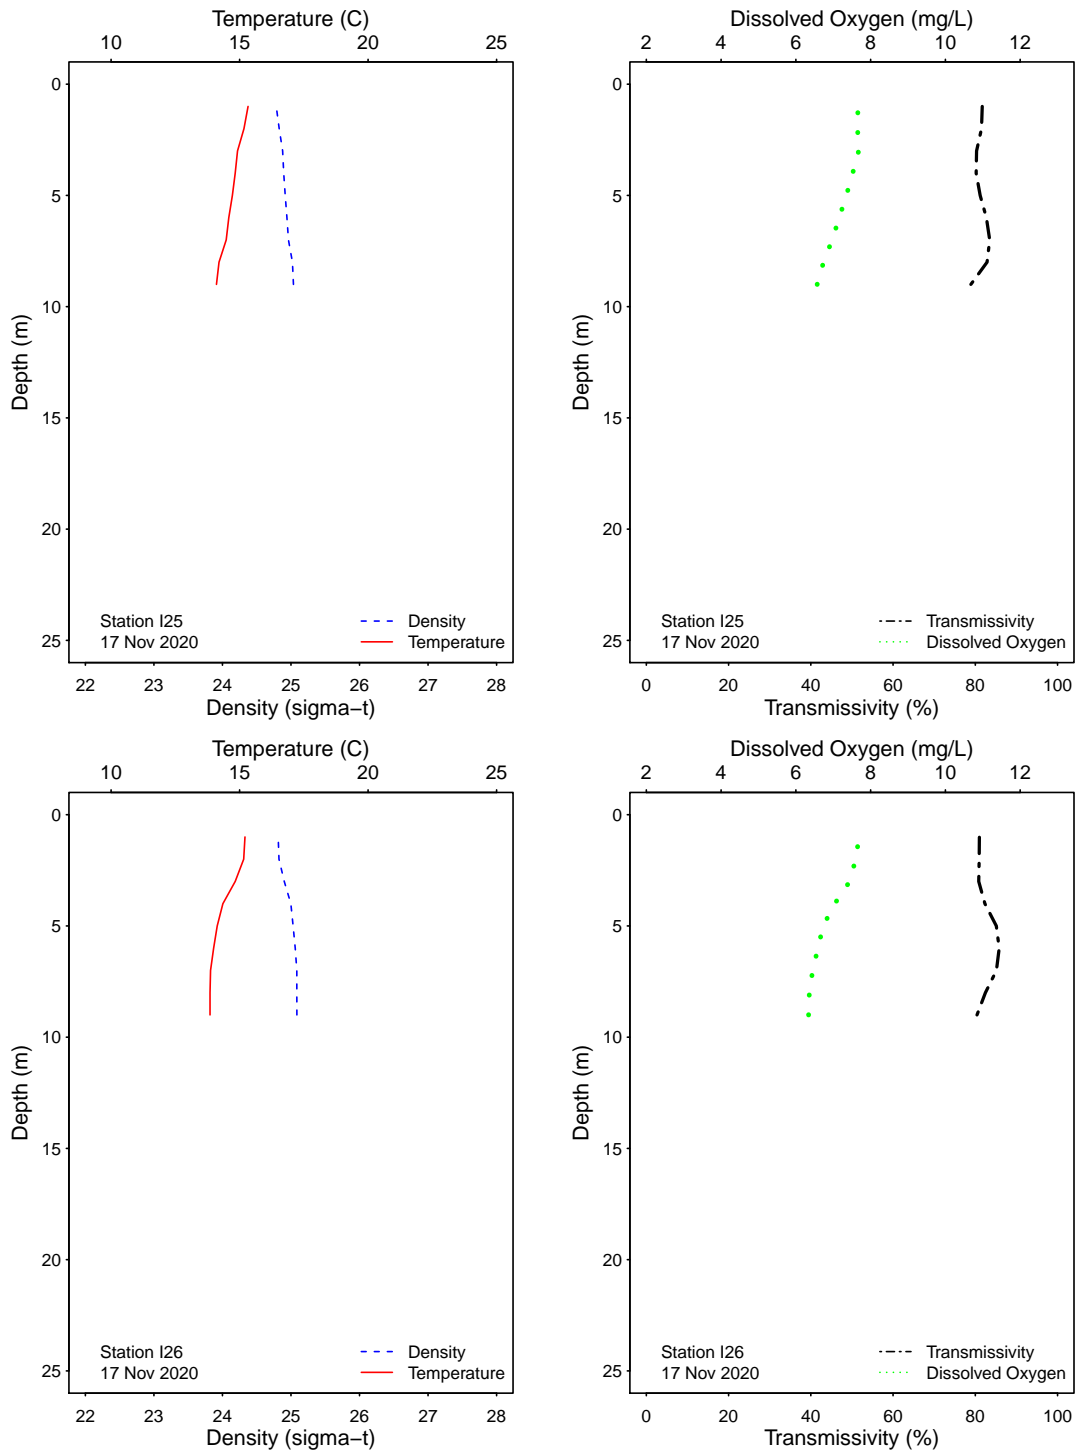 Temperature (C)
10 15 20 25
0
5
10
15
20
25
Depth (m)
Station I25
17 Nov 2020
Density
Temperature
22 23 24 25 26 27 28
Density (sigma−t)
Dissolved Oxygen (mg/L)
2 4 6 8 10 12
0
5
10
15
20
25
Depth (m)
Station I25
17 Nov 2020
Transmissivity
Dissolved Oxygen
0 20 40 60 80 100
Transmissivity (%)
Temperature (C)
10 15 20 25
0
5
10
15
20
25
Depth (m)
Station I26
17 Nov 2020
Density
Temperature
22 23 24 25 26 27 28
Density (sigma−t)
Dissolved Oxygen (mg/L)
2 4 6 8 10 12
0
5
10
15
20
25
Depth (m)
Station I26
17 Nov 2020
Transmissivity
Dissolved Oxygen
0 20 40 60 80 100
Transmissivity (%)